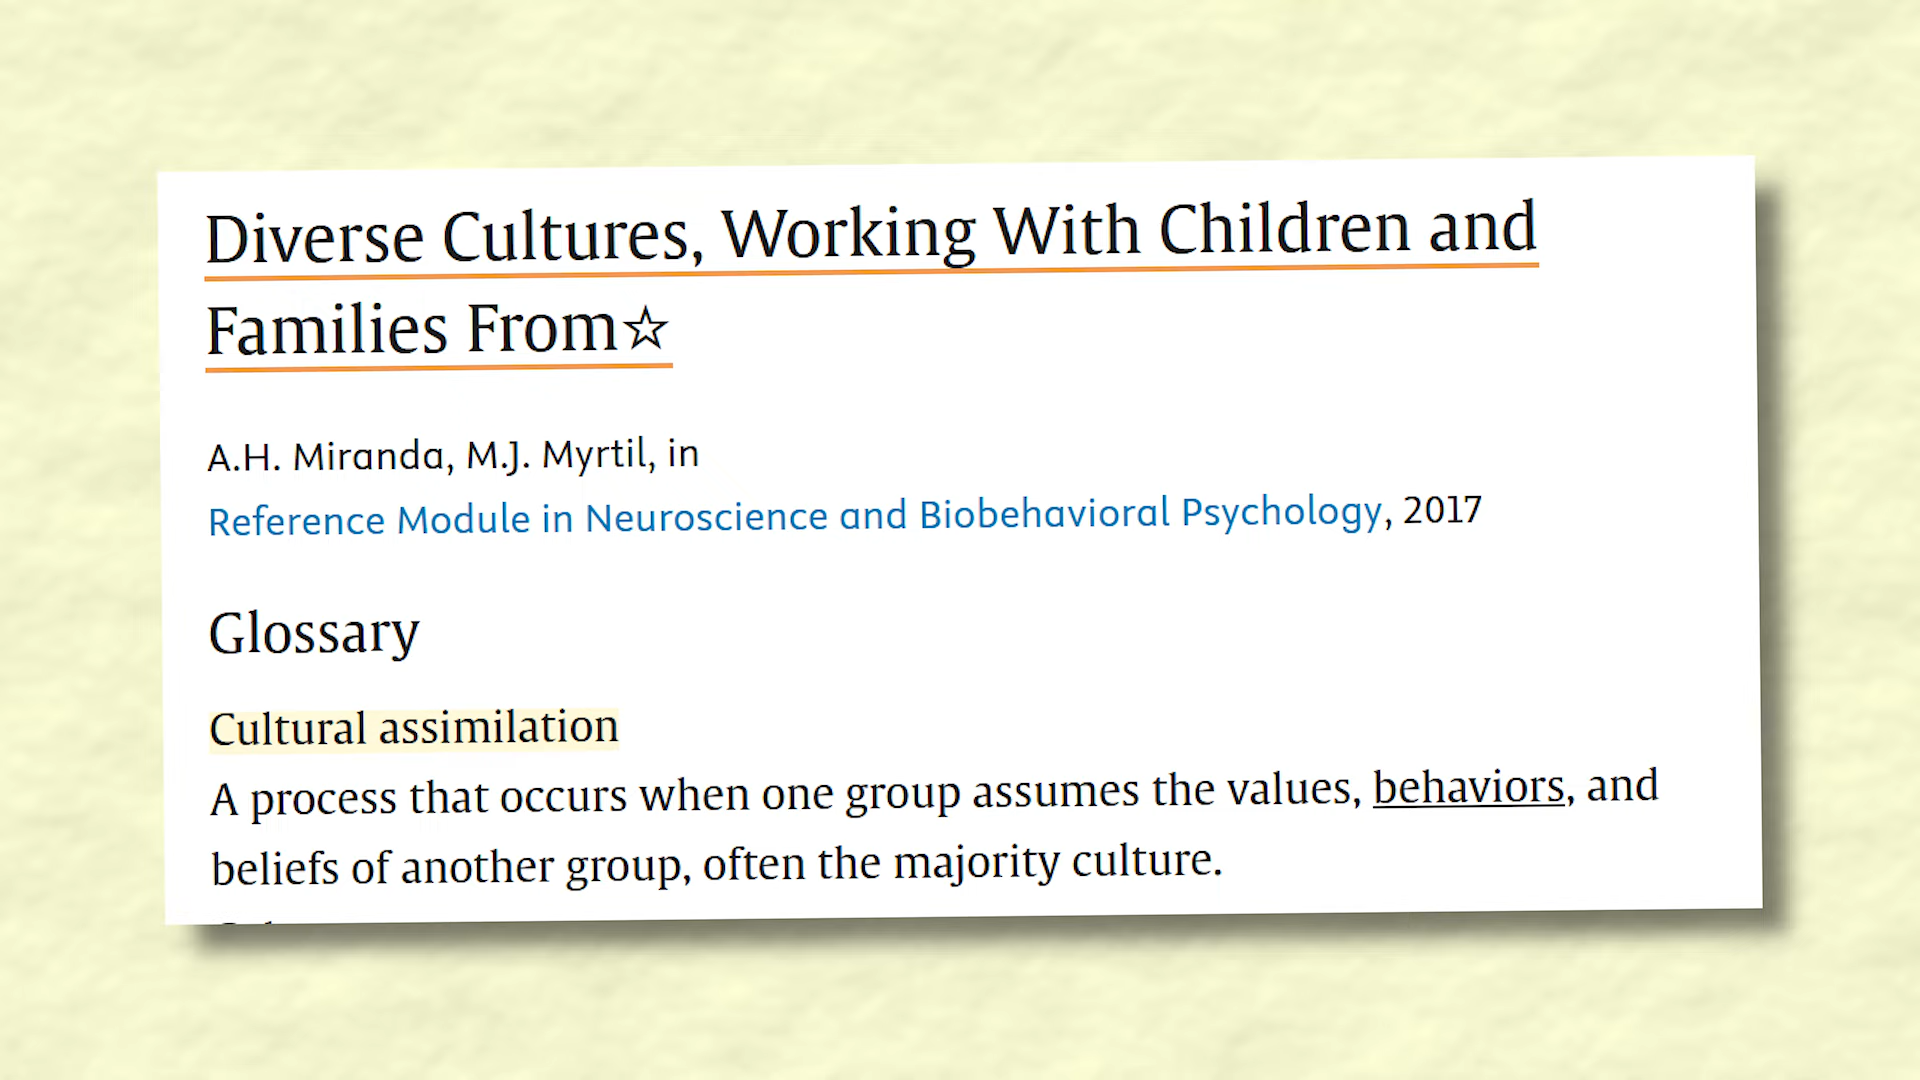 Diverse Cultures, Working With Children and
Families From☆
A.H. Miranda, M.J. Myrtil, in
Reference Module in Neuroscience and Biobehavioral Psychology, 2017
Glossary
Cultural assimilation
A process that occurs when one group assumes the values, behaviors, and
beliefs of another group, often the majority culture.